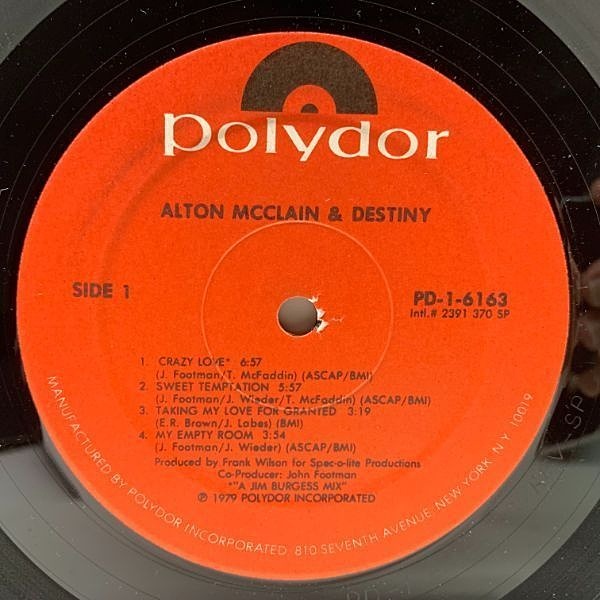 polydor
ALTON MCCLAIN & DESTINY
SIDE 1
PD-1-6163
Intl.# 2391 370 SP
1. CRAZY LOVE* 6:57
(J. Footman/T. McFaddin) (ASCAP/BMI)
2. SWEET TEMPTATION 5:57
(J. Footman/J. Wieder/T. McFaddin) (ASCAP/BMI)
3. TAKING MY LOVE FOR GRANTED 3:19
(E.R. Brown/J. Labes) (BMI)
4. MY EMPTY ROOM 3:54
(J. Footman/J. Wieder) (ASCAP/BMI)
Produced by Frank Wilson for Spec-o-lite Productions
Co-Producer: John Footman
*"A JIM BURGESS MIX"
℗ 1979 POLYDOR INCORPORATED
MANUFACTURED BY POLYDOR INCORPORATED, 810 SEVENTH AVENUE, NEW YORK, N.Y. 10019